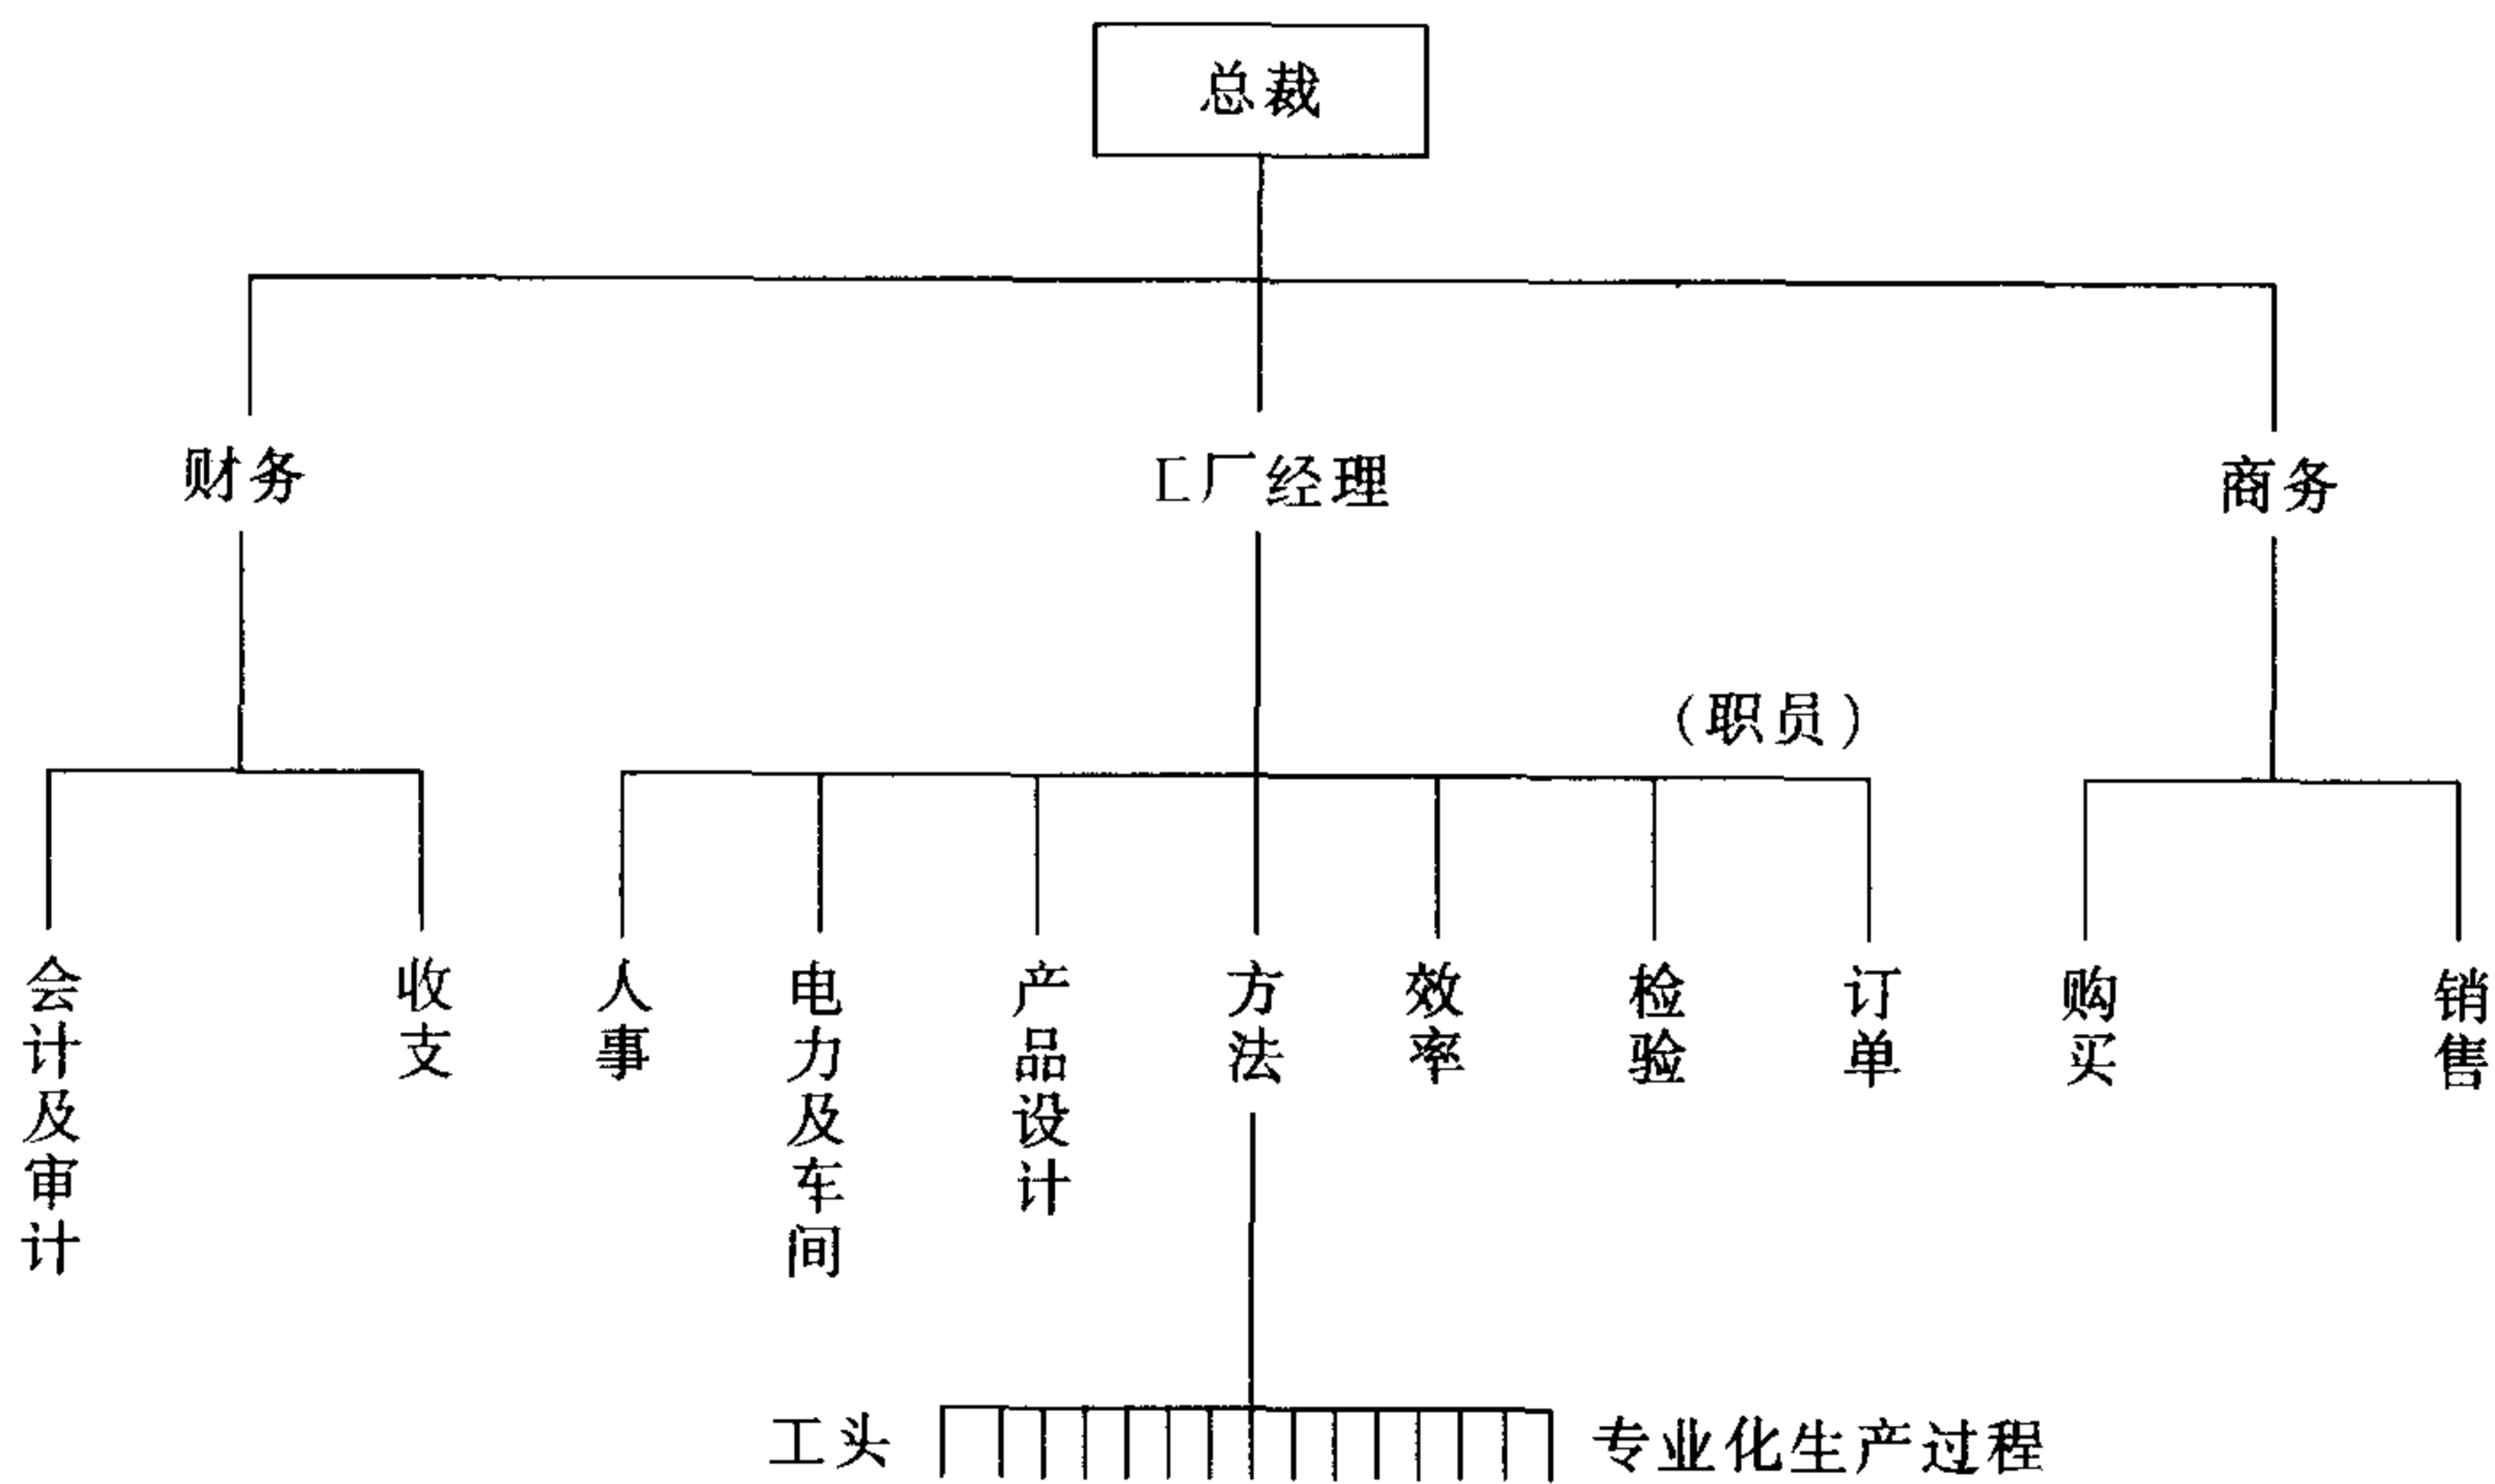 总裁
财务
工厂经理
商务
(职员)
会计及审计
收支
人事
电力及车间
产品设计
方法
效率
检验
订单
购买
销售
工头
专业化生产过程